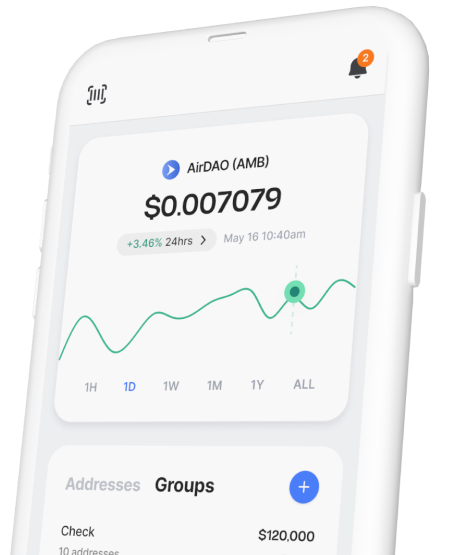 2
AirDAO (AMB)
$0.007079
+3.46% 24hrs
May 16 10:40am
1H 1D 1W 1M 1Y ALL
Addresses Groups
+
Check $120,000
10 addresses